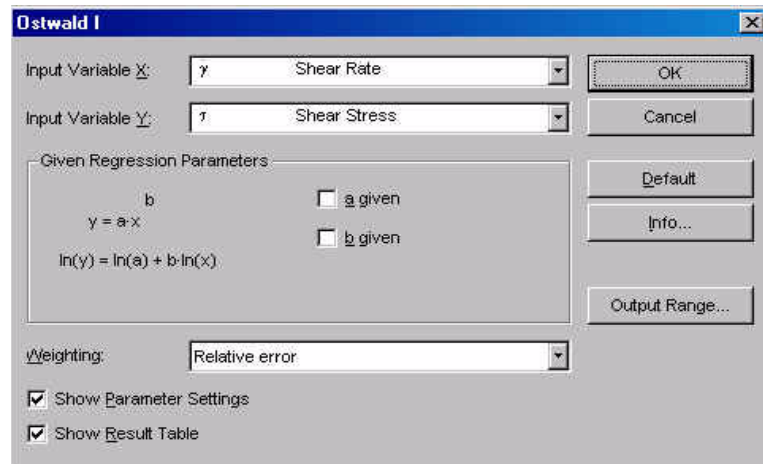 Ostwald I
Input Variable X: γ Shear Rate
OK
Input Variable Y: τ Shear Stress
Cancel
Given Regression Parameters
b
y = a·x
ln(y) = ln(a) + b·ln(x)
a given
b given
Default
Info...
Output Range...
Weighting: Relative error
Show Parameter Settings
Show Result Table